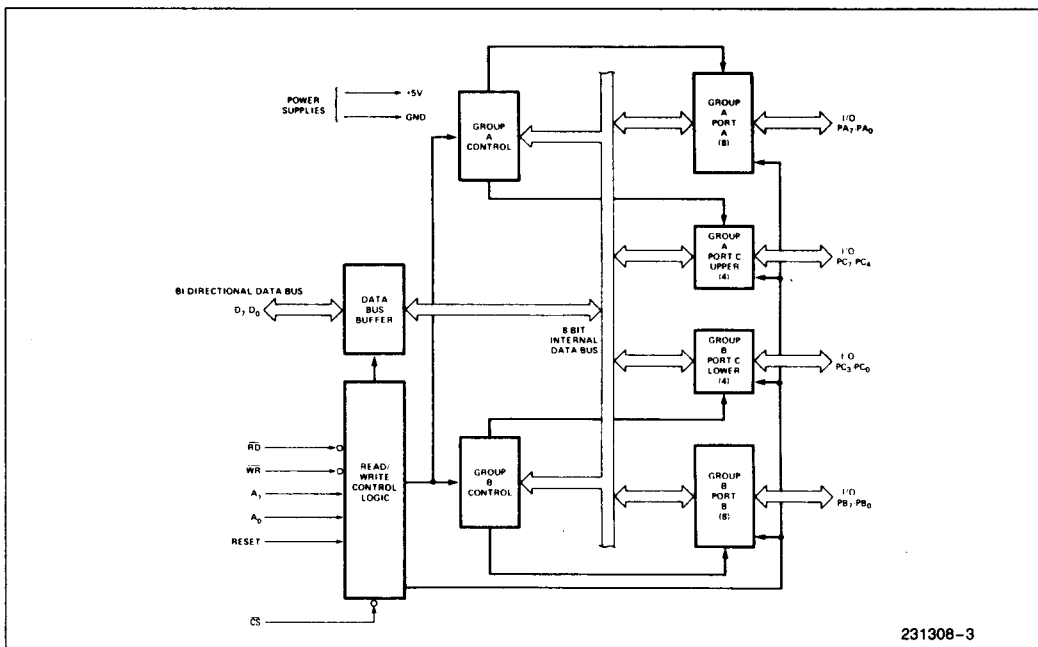 POWER
SUPPLIES
+5V
GND
GROUP
A
CONTROL
GROUP
A
PORT
A
(8)
I/O
PA7-PA0
GROUP
A
PORT C
UPPER
(4)
I/O
PC7-PC4
BI DIRECTIONAL DATA BUS
D7-D0
DATA
BUS
BUFFER
8 BIT
INTERNAL
DATA BUS
GROUP
B
PORT C
LOWER
(4)
I/O
PC3-PC0
RD
WR
A1
A0
RESET
CS
READ/
WRITE
CONTROL
LOGIC
GROUP
B
CONTROL
GROUP
B
PORT
B
(8)
I/O
PB7-PB0
231308-3